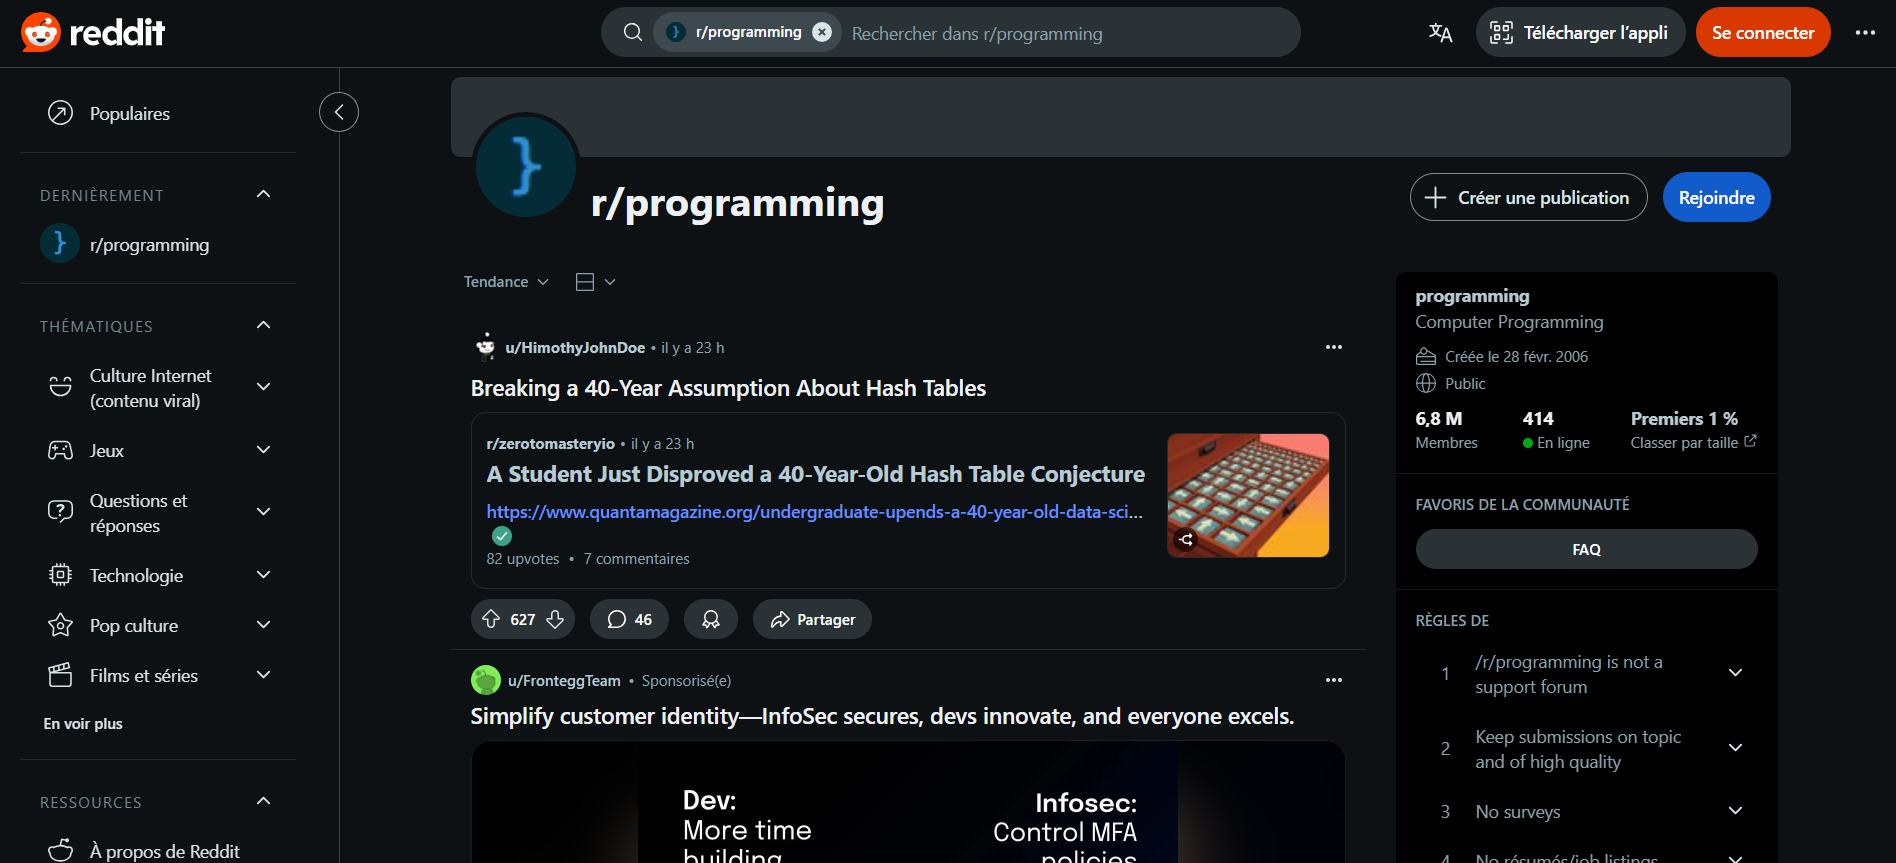 reddit
r/programming
Rechercher dans r/programming
Télécharger l'appli
Se connecter
Populaires
DERNIÈREMENT
r/programming
THÉMATIQUES
Culture Internet
(contenu viral)
Jeux
Questions et
réponses
Technologie
Pop culture
Films et séries
En voir plus
RESSOURCES
À propos de Reddit
r/programming
Créer une publication
Rejoindre
Tendance
u/HimothyJohnDoe • il y a 23 h
Breaking a 40-Year Assumption About Hash Tables
r/zerotomasteryio • il y a 23 h
A Student Just Disproved a 40-Year-Old Hash Table Conjecture
https://www.quantamagazine.org/undergraduate-upends-a-40-year-old-data-sci...
82 upvotes • 7 commentaires
627
46
Partager
u/FronteggTeam • Sponsorisé(e)
Simplify customer identity—InfoSec secures, devs innovate, and everyone excels.
Dev:
More time
building
Infosec:
Control MFA
policies
programming
Computer Programming
Créée le 28 févr. 2006
Public
6,8 M
Membres
414
En ligne
Premiers 1 %
Classer par taille
FAVORIS DE LA COMMUNAUTÉ
FAQ
RÈGLES DE
1 /r/programming is not a
support forum
2 Keep submissions on topic
and of high quality
3 No surveys
4 No résumés/job listings